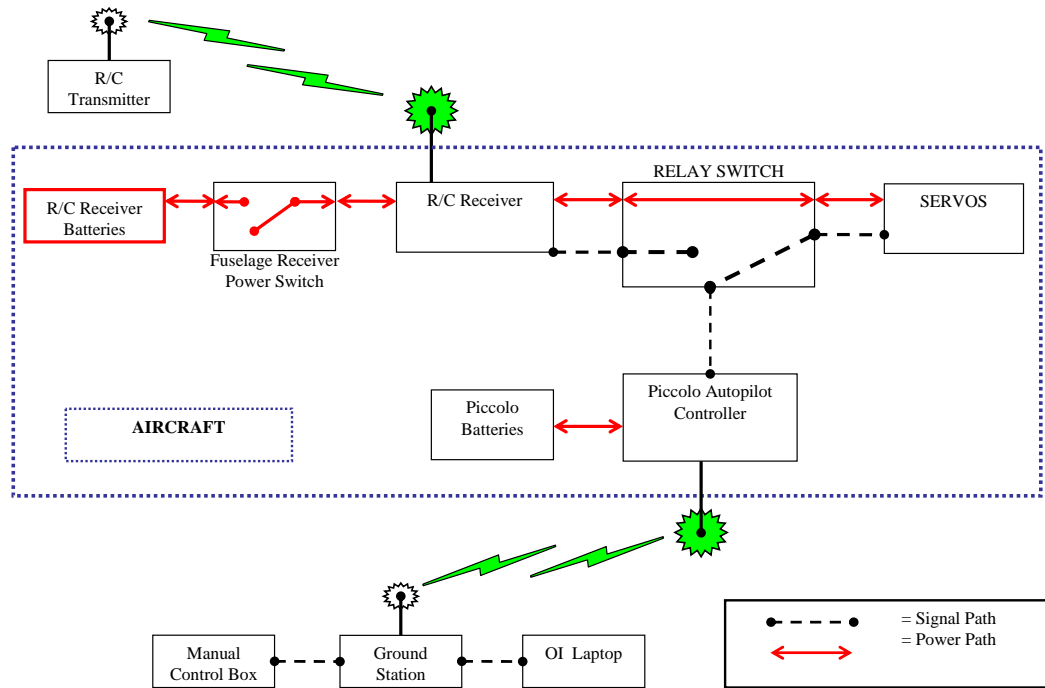 R/C
Transmitter
RELAY SWITCH
R/C Receiver
Batteries
R/C Receiver
SERVOS
Fuselage Receiver
Power Switch
Piccolo
Batteries
Piccolo Autopilot
Controller
AIRCRAFT
Manual
Control Box
Ground
Station
OI Laptop
= Signal Path
= Power Path